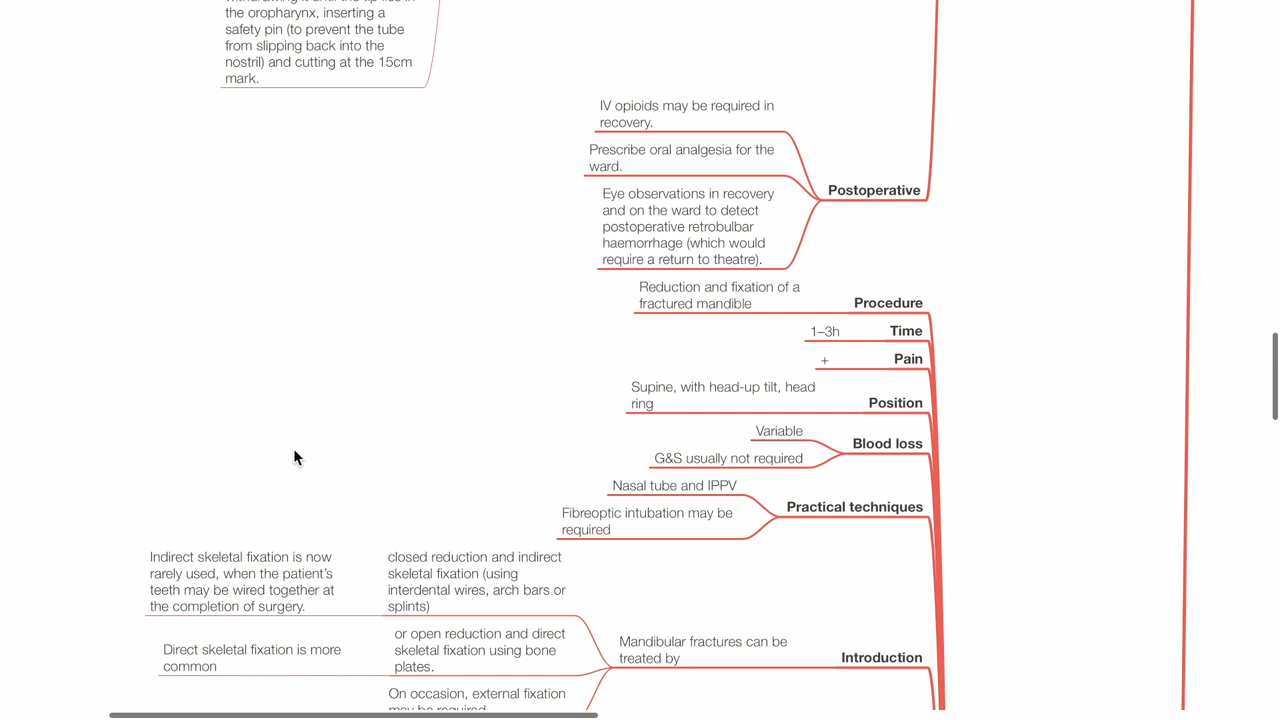 the oropharynx, inserting a
safety pin (to prevent the tube
from slipping back into the
nostril) and cutting at the 15cm
mark.
IV opioids may be required in
recovery.
Prescribe oral analgesia for the
ward.
Eye observations in recovery
and on the ward to detect
postoperative retrobulbar
haemorrhage (which would
require a return to theatre).
Postoperative
Reduction and fixation of a
fractured mandible
Procedure
1–3h
Time
+
Pain
Supine, with head-up tilt, head
ring
Position
Variable
G&S usually not required
Blood loss
Nasal tube and IPPV
Fibreoptic intubation may be
required
Practical techniques
Indirect skeletal fixation is now
rarely used, when the patient's
teeth may be wired together at
the completion of surgery.
closed reduction and indirect
skeletal fixation (using
interdental wires, arch bars or
splints)
Direct skeletal fixation is more
common
or open reduction and direct
skeletal fixation using bone
plates.
On occasion, external fixation
may be required
Mandibular fractures can be
treated by
Introduction